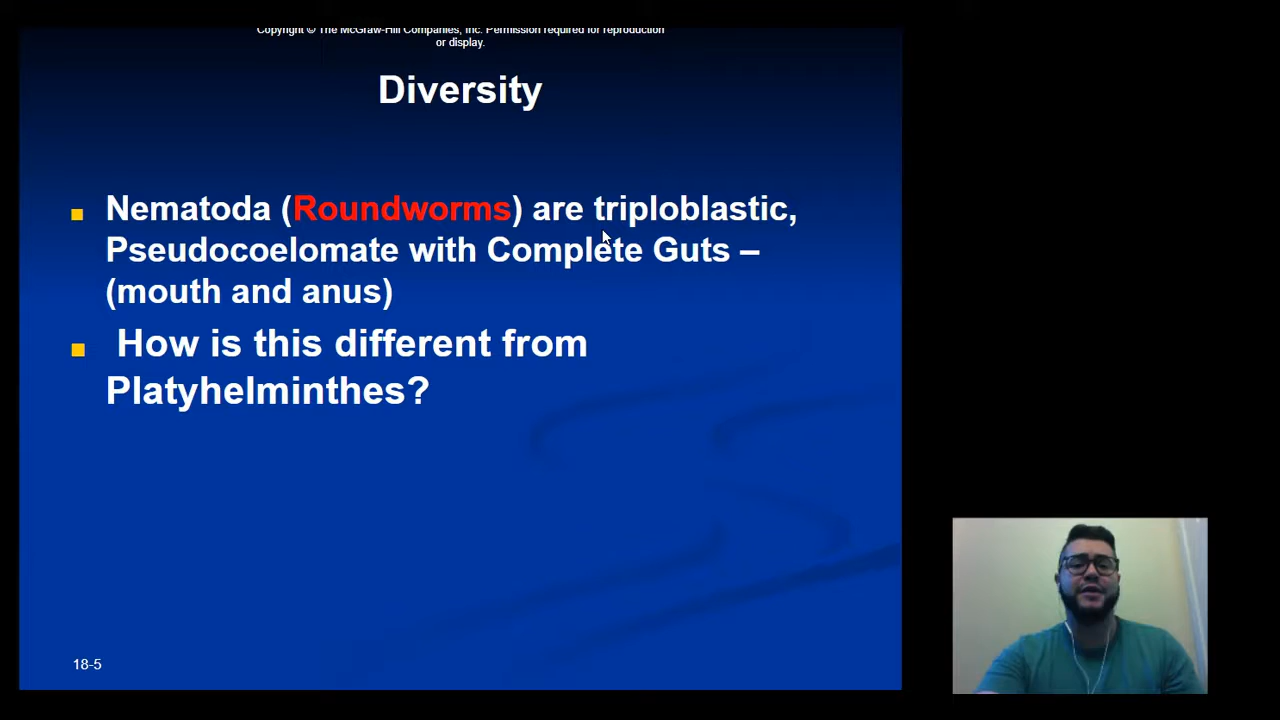 Copyright © The McGraw-Hill Companies, Inc. Permission required for reproduction
or display.
Diversity
Nematoda (Roundworms) are triploblastic,
Pseudocoelomate with Complete Guts –
(mouth and anus)
How is this different from
Platyhelminthes?
18-5